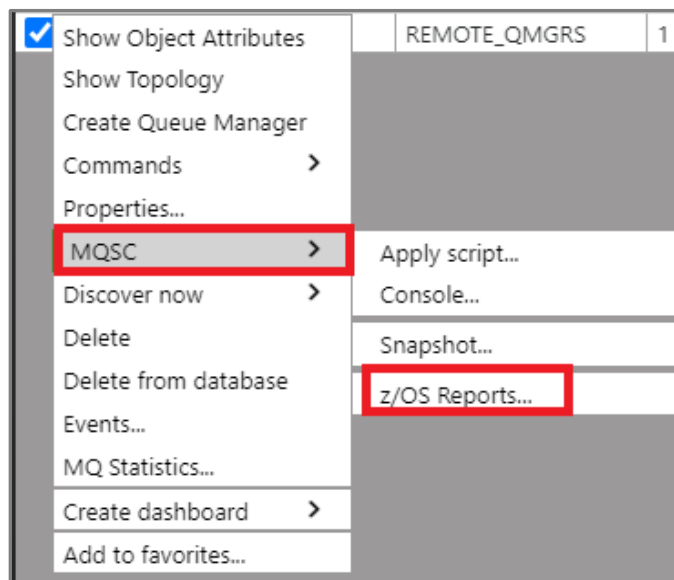 REMOTE_QMGRS 1
Show Object Attributes
Show Topology
Create Queue Manager
Commands
Properties...
MQSC
Discover now
Delete
Delete from database
Events...
MQ Statistics...
Create dashboard
Add to favorites...
Apply script...
Console...
Snapshot...
z/OS Reports...